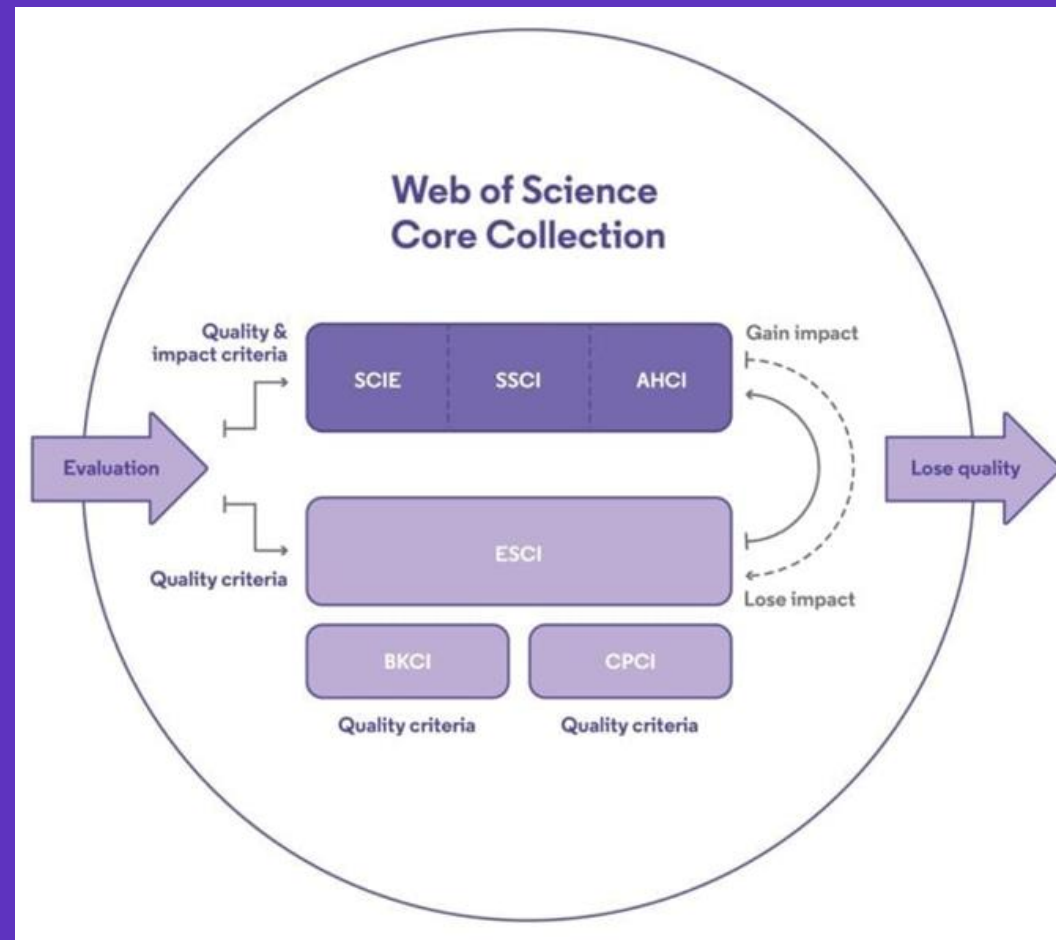 Web of Science
Core Collection
Quality &
impact criteria
SCIE
SSCI
AHCI
Gain impact
Evaluation
Lose quality
ESCI
Quality criteria
Lose impact
BKCI
CPCI
Quality criteria
Quality criteria